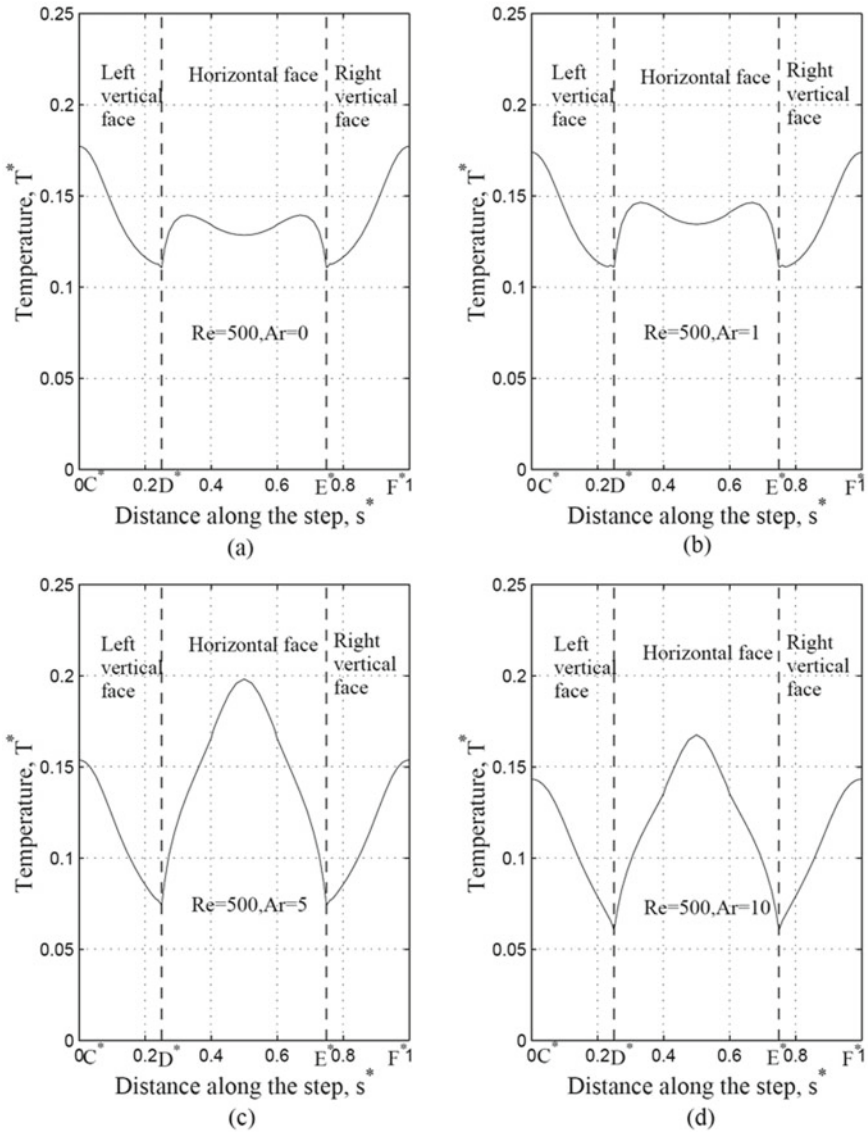 0.25
Left
vertical
face
Horizontal face
Right
vertical
face
0.2
0.15
0.1
0.05
0
Temperature, T*
Re=500,Ar=0
0C* 0.2D* 0.4 0.6 E*0.8 F*1
Distance along the step, s*
(a)
0.25
Left
vertical
face
Horizontal face
Right
vertical
face
0.2
0.15
0.1
0.05
0
Temperature, T*
Re=500,Ar=1
0C* 0.2D* 0.4 0.6 E*0.8 F*1
Distance along the step, s*
(b)
0.25
Left
vertical
face
Horizontal face
Right
vertical
face
0.2
0.15
0.1
0.05
0
Temperature, T*
Re=500,Ar=5
0C* 0.2D* 0.4 0.6 E*0.8 F*1
Distance along the step, s*
(c)
0.25
Left
vertical
face
Horizontal face
Right
vertical
face
0.2
0.15
0.1
0.05
0
Temperature, T*
Re=500,Ar=10
0C* 0.2D* 0.4 0.6 E*0.8 F*1
Distance along the step, s*
(d)